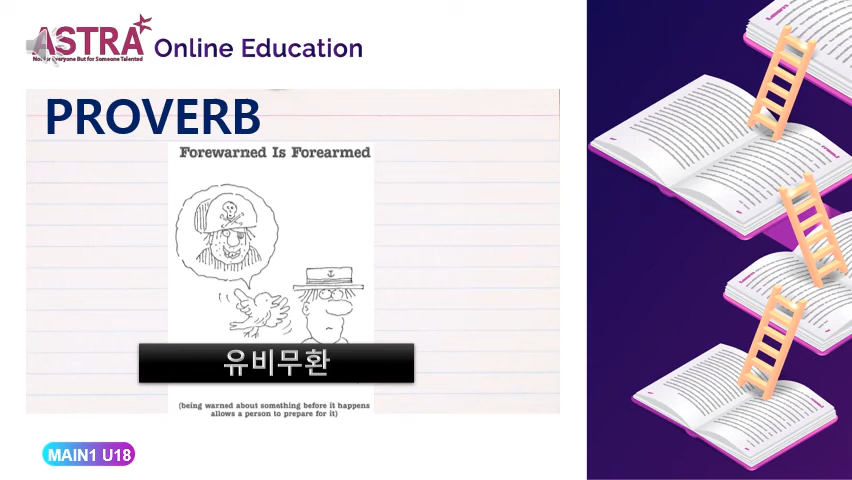 ASTRA
Not for Everyone But for Someone Talented
Online Education
PROVERB
Forewarned Is Forearmed
유비무환
(being warned about something before it happens
allows a person to prepare for it)
MAIN1 U18